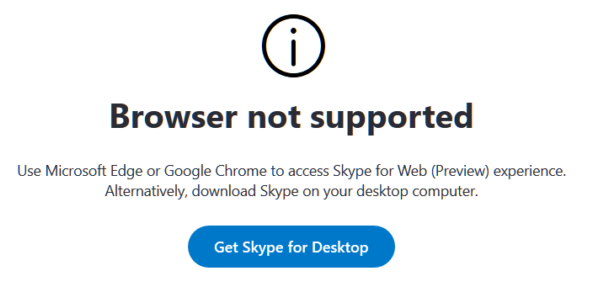 Browser not supported
Use Microsoft Edge or Google Chrome to access Skype for Web (Preview) experience.
Alternatively, download Skype on your desktop computer.
Get Skype for Desktop